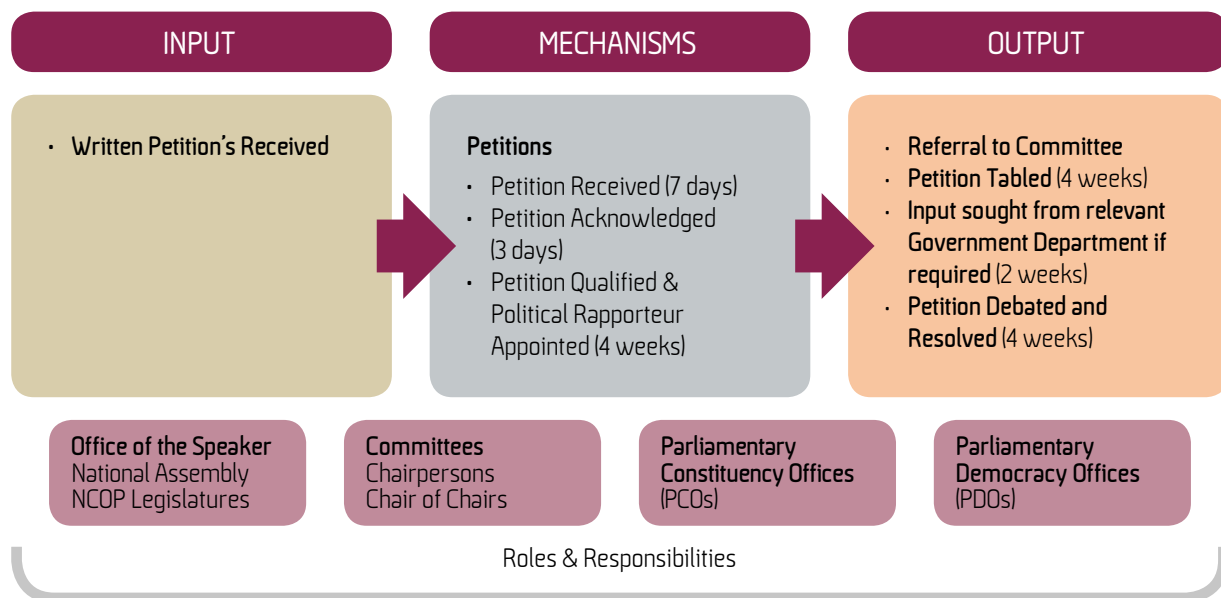 INPUT
MECHANISMS
OUTPUT
· Written Petition's Received
Petitions
· Petition Received (7 days)
· Petition Acknowledged
(3 days)
· Petition Qualified &
Political Rapporteur
Appointed (4 weeks)
· Referral to Committee
· Petition Tabled (4 weeks)
· Input sought from relevant
Government Department if
required (2 weeks)
· Petition Debated and
Resolved (4 weeks)
Office of the Speaker
National Assembly
NCOP Legislatures
Committees
Chairpersons
Chair of Chairs
Parliamentary
Constituency Offices
(PCOs)
Parliamentary
Democracy Offices
(PDOs)
Roles & Responsibilities